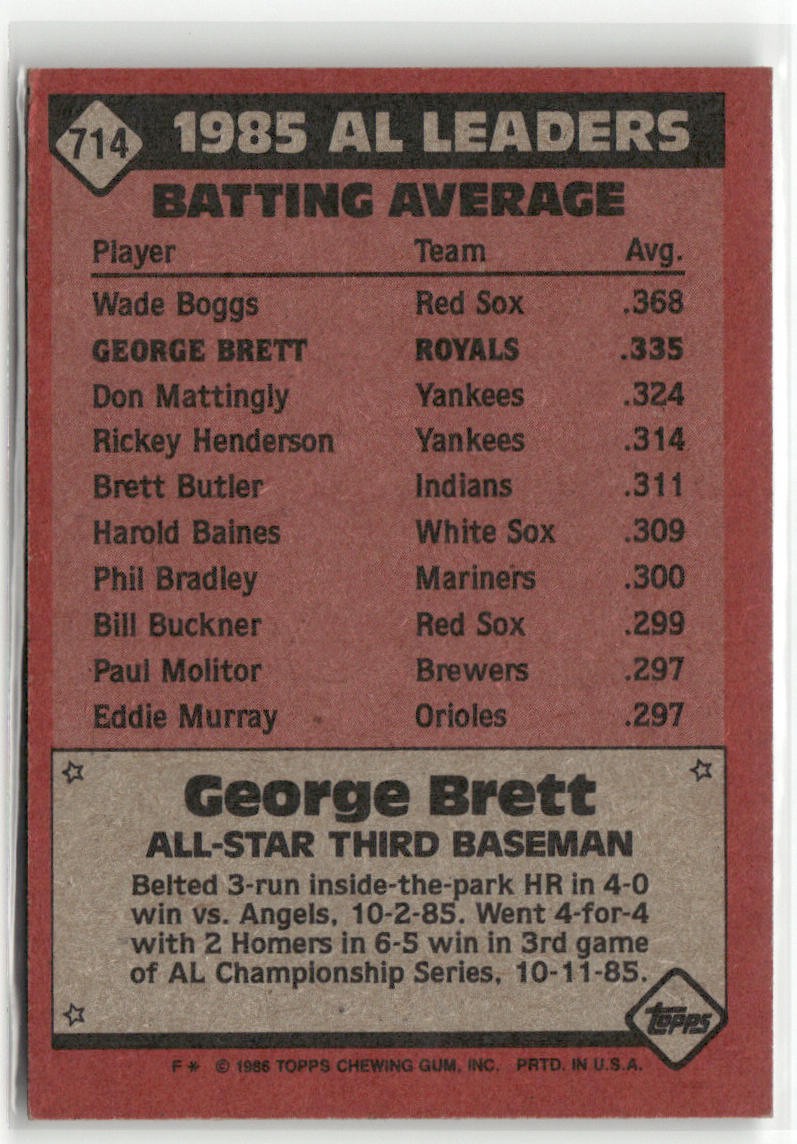 714 1985 AL LEADERS
BATTING AVERAGE
Player Team Avg.
Wade Boggs Red Sox .368
GEORGE BRETT ROYALS .335
Don Mattingly Yankees .324
Rickey Henderson Yankees .314
Brett Butler Indians .311
Harold Baines White Sox .309
Phil Bradley Mariners .300
Bill Buckner Red Sox .299
Paul Molitor Brewers .297
Eddie Murray Orioles .297
George Brett
ALL-STAR THIRD BASEMAN
Belted 3-run inside-the-park HR in 4-0
win vs. Angels, 10-2-85. Went 4-for-4
with 2 Homers in 6-5 win in 3rd game
of AL Championship Series, 10-11-85.
topps
F * © 1986 TOPPS CHEWING GUM, INC. PRTD. IN U.S.A.